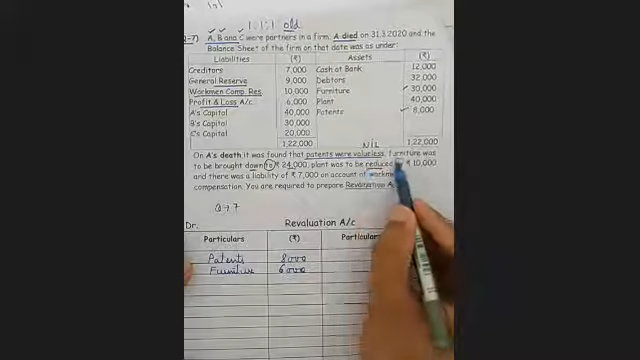 1:1:1 old
Q-7) A, B and C were partners in a firm. A died on 31.3.2020 and the
Balance Sheet of the firm on that date was as under:
Liabilities (₹) Assets (₹)
Creditors 7,000 Cash at Bank 12,000
General Reserve 9,000 Debtors 32,000
Workmen Comp. Res. 10,000 Furniture 30,000
Profit & Loss A/c 6,000 Plant 40,000
A's Capital 40,000 Patents 8,000
B's Capital 30,000
C's Capital 20,000
Nil
1,22,000 1,22,000
On A's death it was found that patents were valueless, furniture was
to be brought down to ₹ 24,000, plant was to be reduced ₹ 10,000
and there was a liability of ₹ 7,000 on account of workm
compensation. You are required to prepare Revaluation A
Q→7
Dr. Revaluation A/c
Particulars (₹) Particular
Patents 8000
Furniture 6000